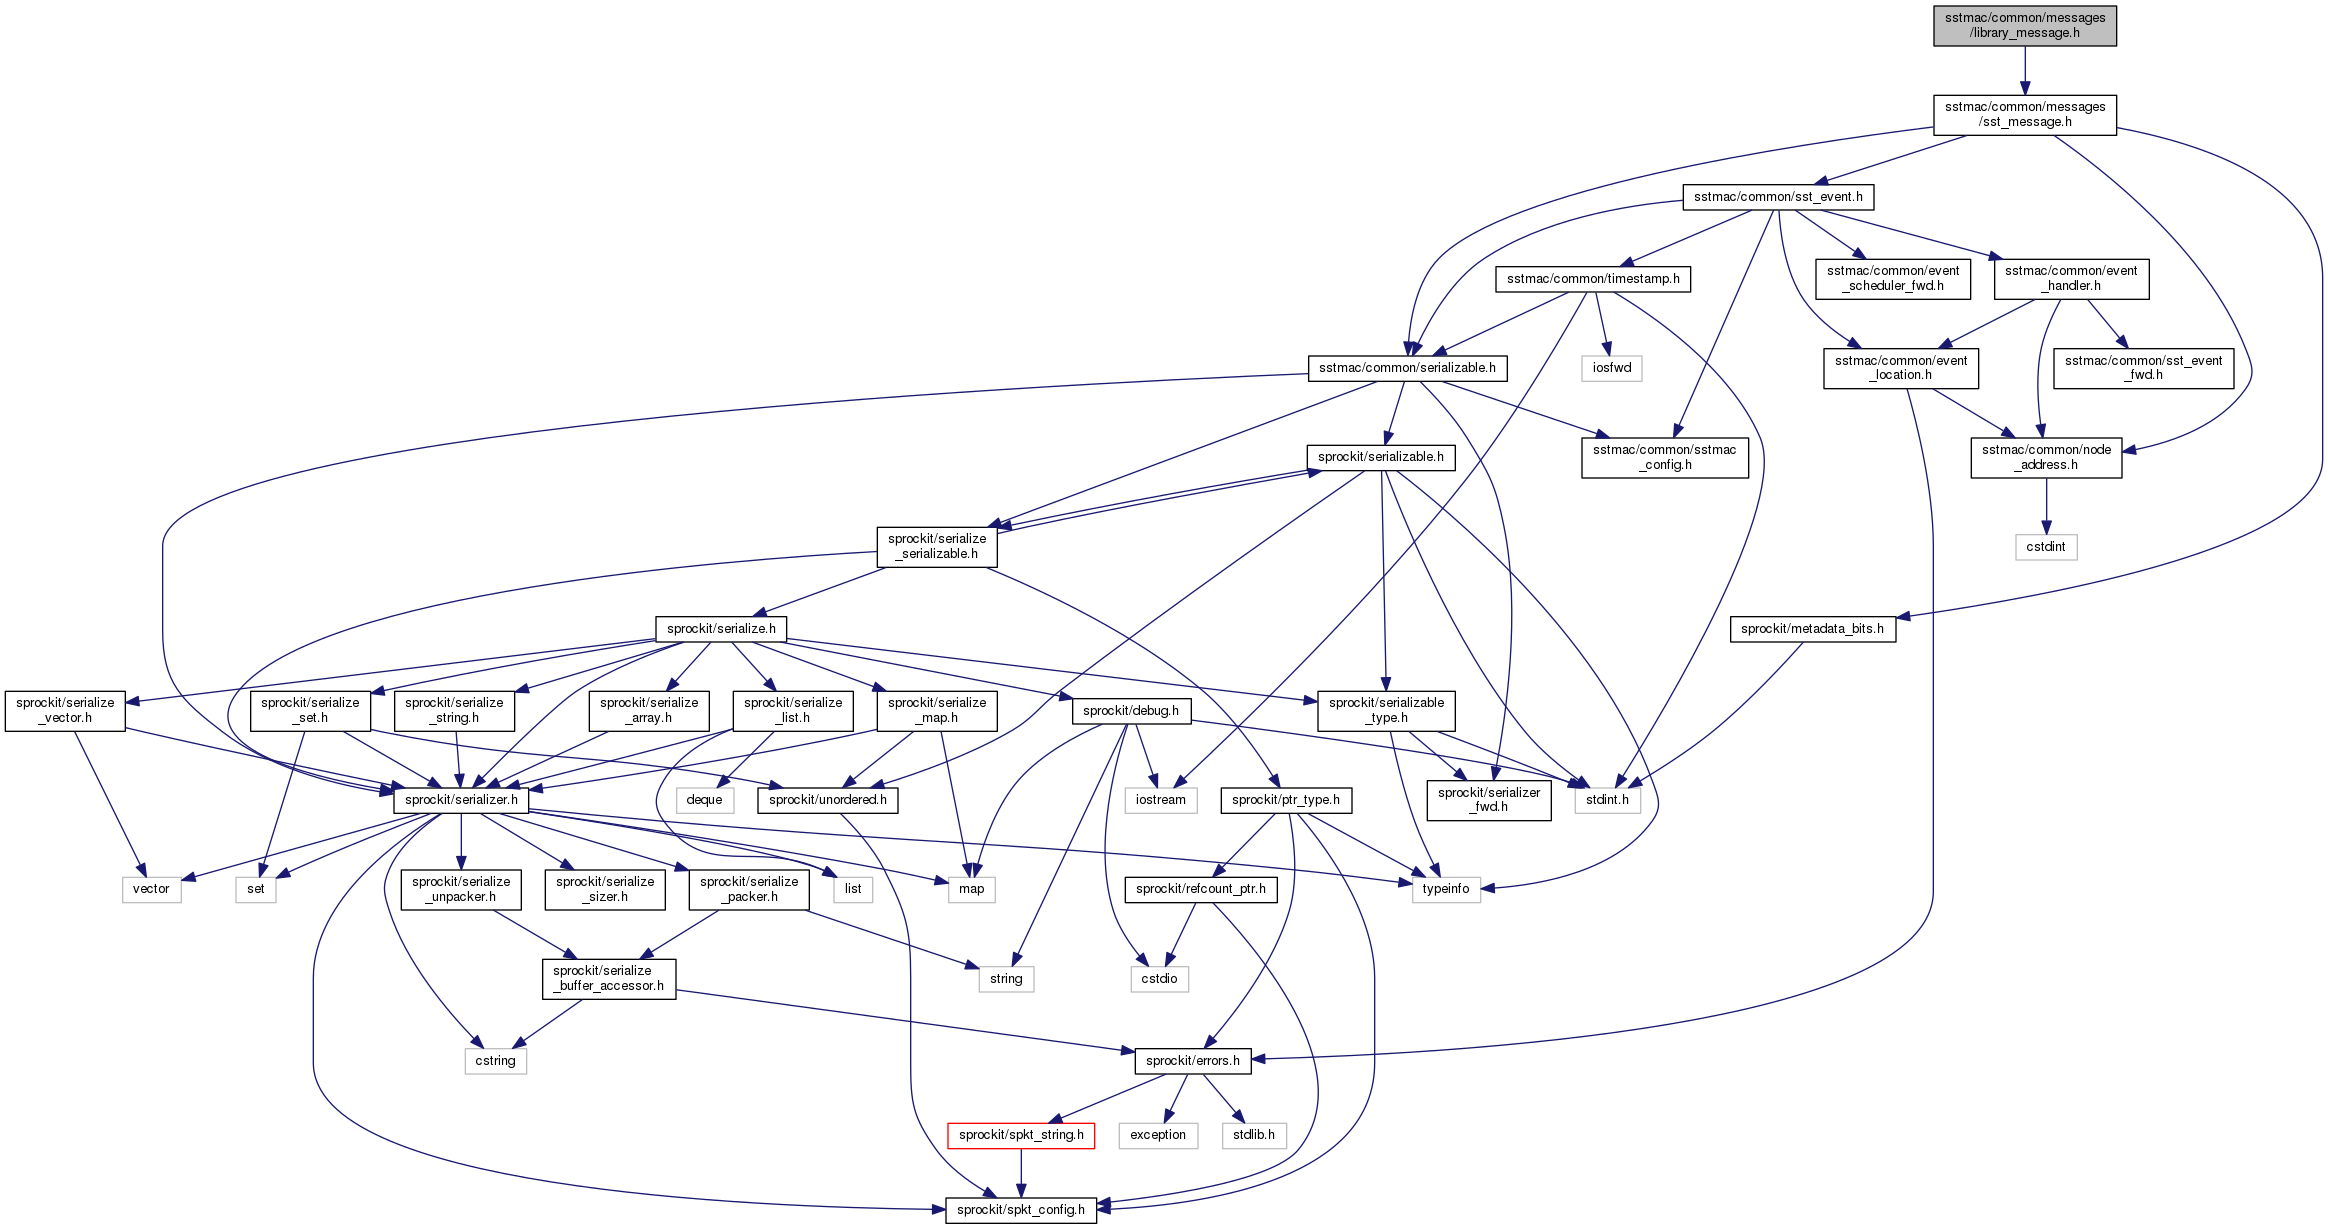 sstmac/common/messages
/library_message.h
sstmac/common/messages
/sst_message.h
sstmac/common/sst_event.h
sstmac/common/timestamp.h
sstmac/common/event
_scheduler_fwd.h
sstmac/common/event
_handler.h
sstmac/common/serializable.h
iosfwd
sstmac/common/event
_location.h
sstmac/common/sst_event
_fwd.h
sprockit/serializable.h
sstmac/common/sstmac
_config.h
sstmac/common/node
_address.h
sprockit/serialize
_serializable.h
cstdint
sprockit/serialize.h
sprockit/metadata_bits.h
sprockit/serialize
_vector.h
sprockit/serialize
_set.h
sprockit/serialize
_string.h
sprockit/serialize
_array.h
sprockit/serialize
_list.h
sprockit/serialize
_map.h
sprockit/debug.h
sprockit/serializable
_type.h
sprockit/serializer.h
deque
sprockit/unordered.h
iostream
sprockit/ptr_type.h
sprockit/serializer
_fwd.h
stdint.h
vector
set
sprockit/serialize
_unpacker.h
sprockit/serialize
_sizer.h
sprockit/serialize
_packer.h
list
map
sprockit/refcount_ptr.h
typeinfo
sprockit/serialize
_buffer_accessor.h
string
cstdio
cstring
sprockit/errors.h
sprockit/spkt_string.h
exception
stdlib.h
sprockit/spkt_config.h